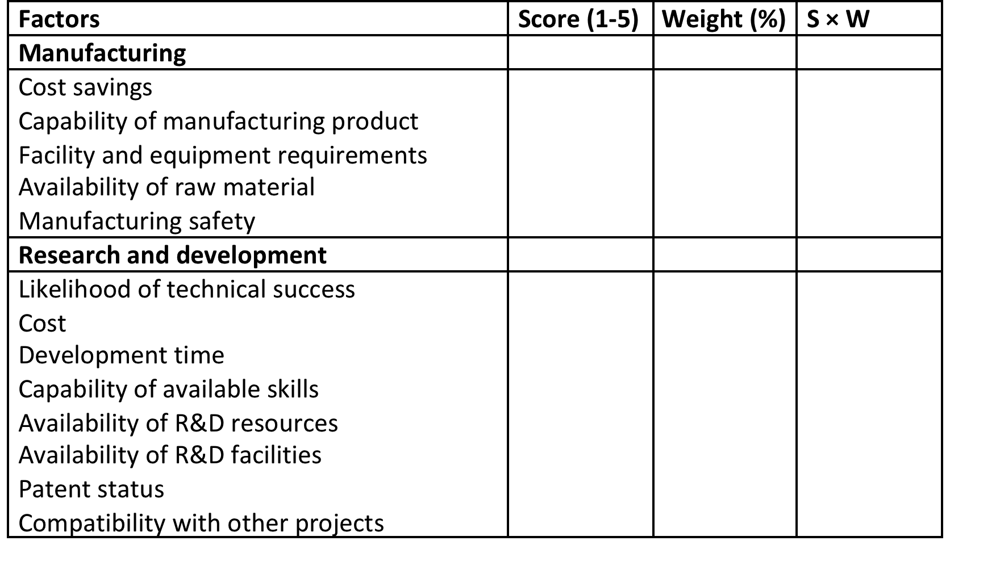 Factors Score (1-5) Weight (%) S × W
Manufacturing
Cost savings
Capability of manufacturing product
Facility and equipment requirements
Availability of raw material
Manufacturing safety
Research and development
Likelihood of technical success
Cost
Development time
Capability of available skills
Availability of R&D resources
Availability of R&D facilities
Patent status
Compatibility with other projects